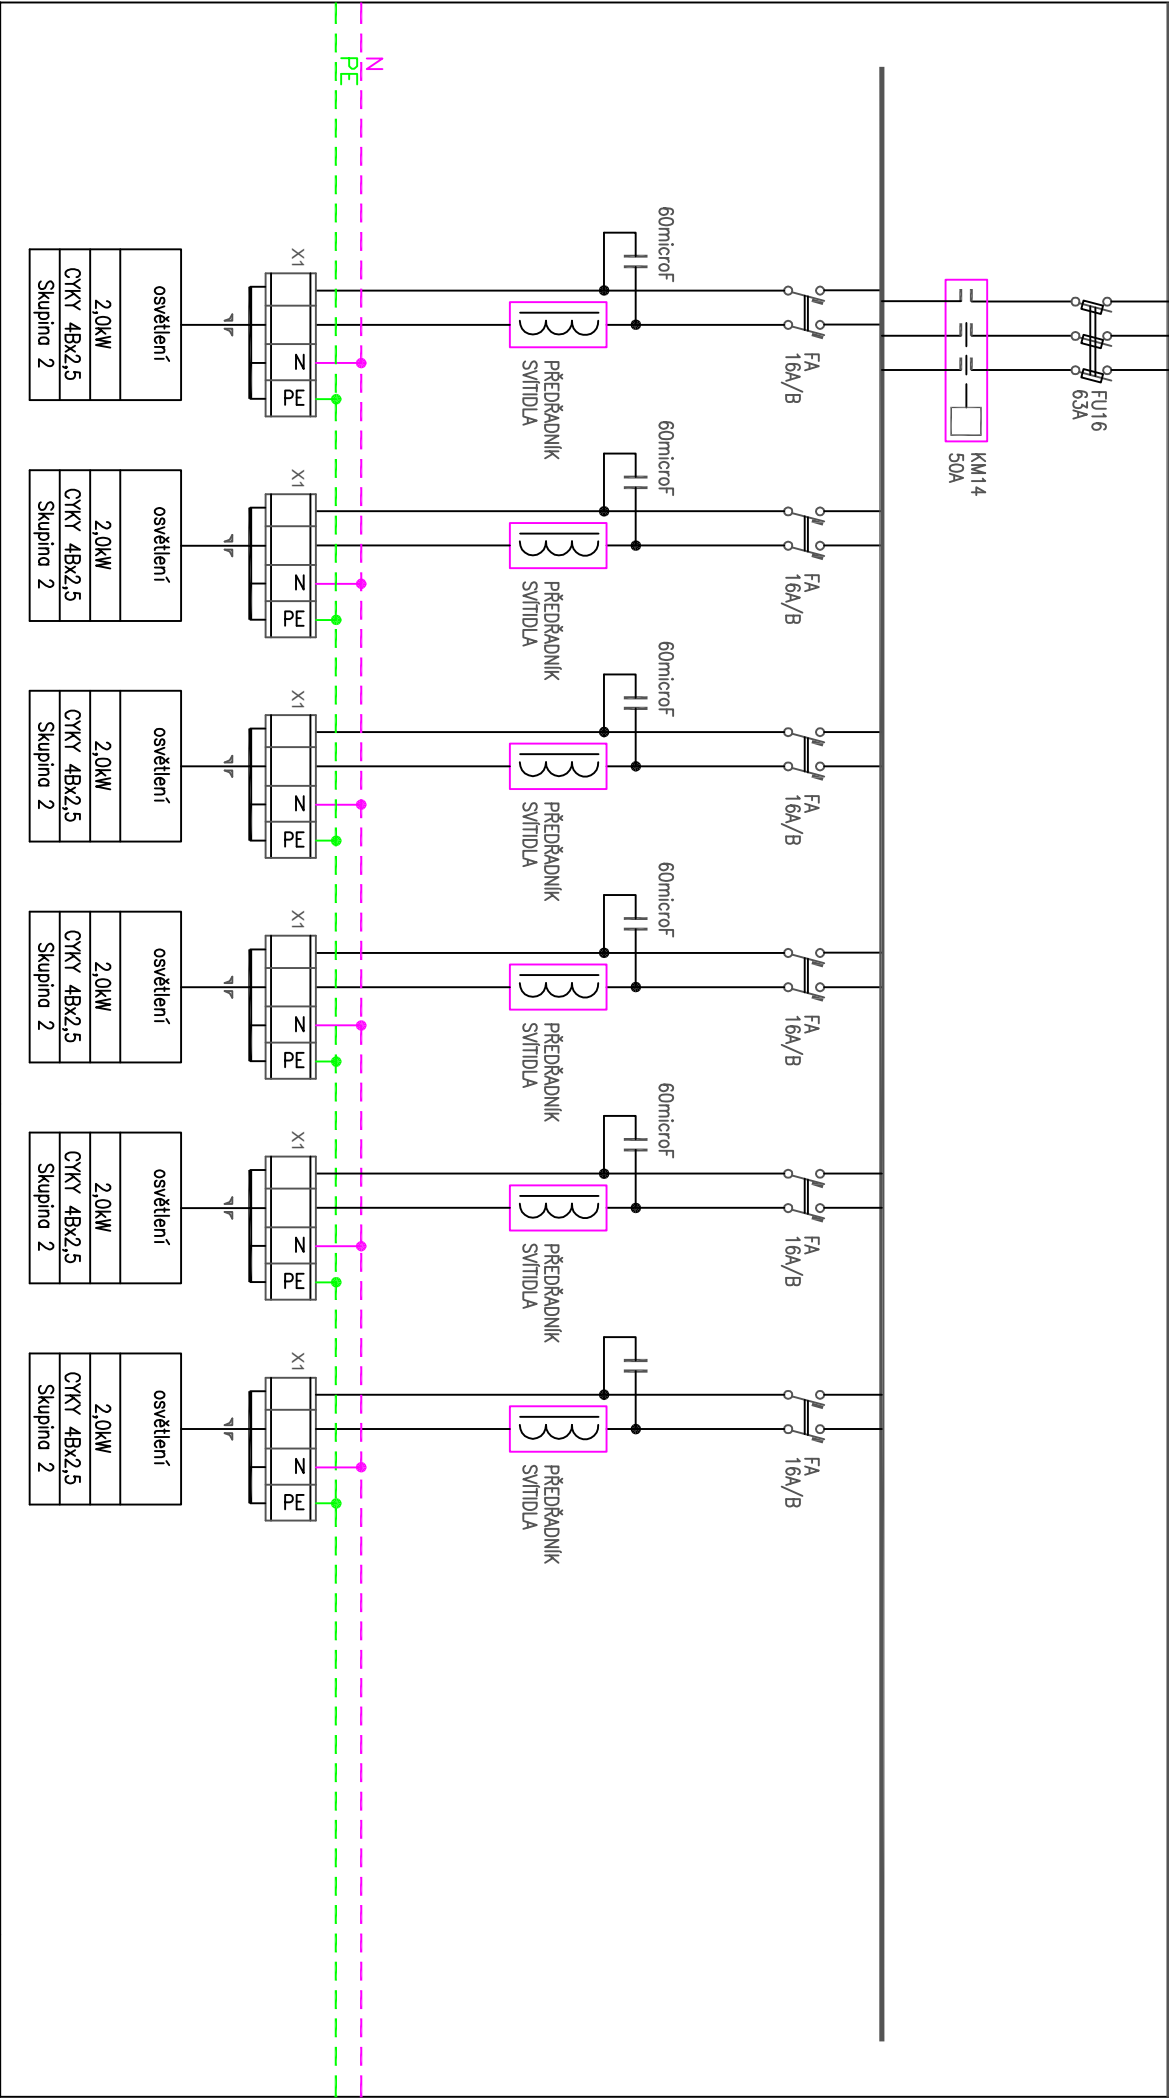 FU16
63A
KM14
50A
FA
16A/B
FA
16A/B
FA
16A/B
FA
16A/B
FA
16A/B
FA
16A/B
60microF
60microF
60microF
60microF
60microF
PŘEDŘADNÍK
SVÍTIDLA
PŘEDŘADNÍK
SVÍTIDLA
PŘEDŘADNÍK
SVÍTIDLA
PŘEDŘADNÍK
SVÍTIDLA
PŘEDŘADNÍK
SVÍTIDLA
PŘEDŘADNÍK
SVÍTIDLA
N
PE
X1
N
PE
X1
N
PE
X1
N
PE
X1
N
PE
X1
N
PE
X1
N
PE
osvětlení
2,0kW
CYKY 4Bx2,5
Skupina 2
osvětlení
2,0kW
CYKY 4Bx2,5
Skupina 2
osvětlení
2,0kW
CYKY 4Bx2,5
Skupina 2
osvětlení
2,0kW
CYKY 4Bx2,5
Skupina 2
osvětlení
2,0kW
CYKY 4Bx2,5
Skupina 2
osvětlení
2,0kW
CYKY 4Bx2,5
Skupina 2